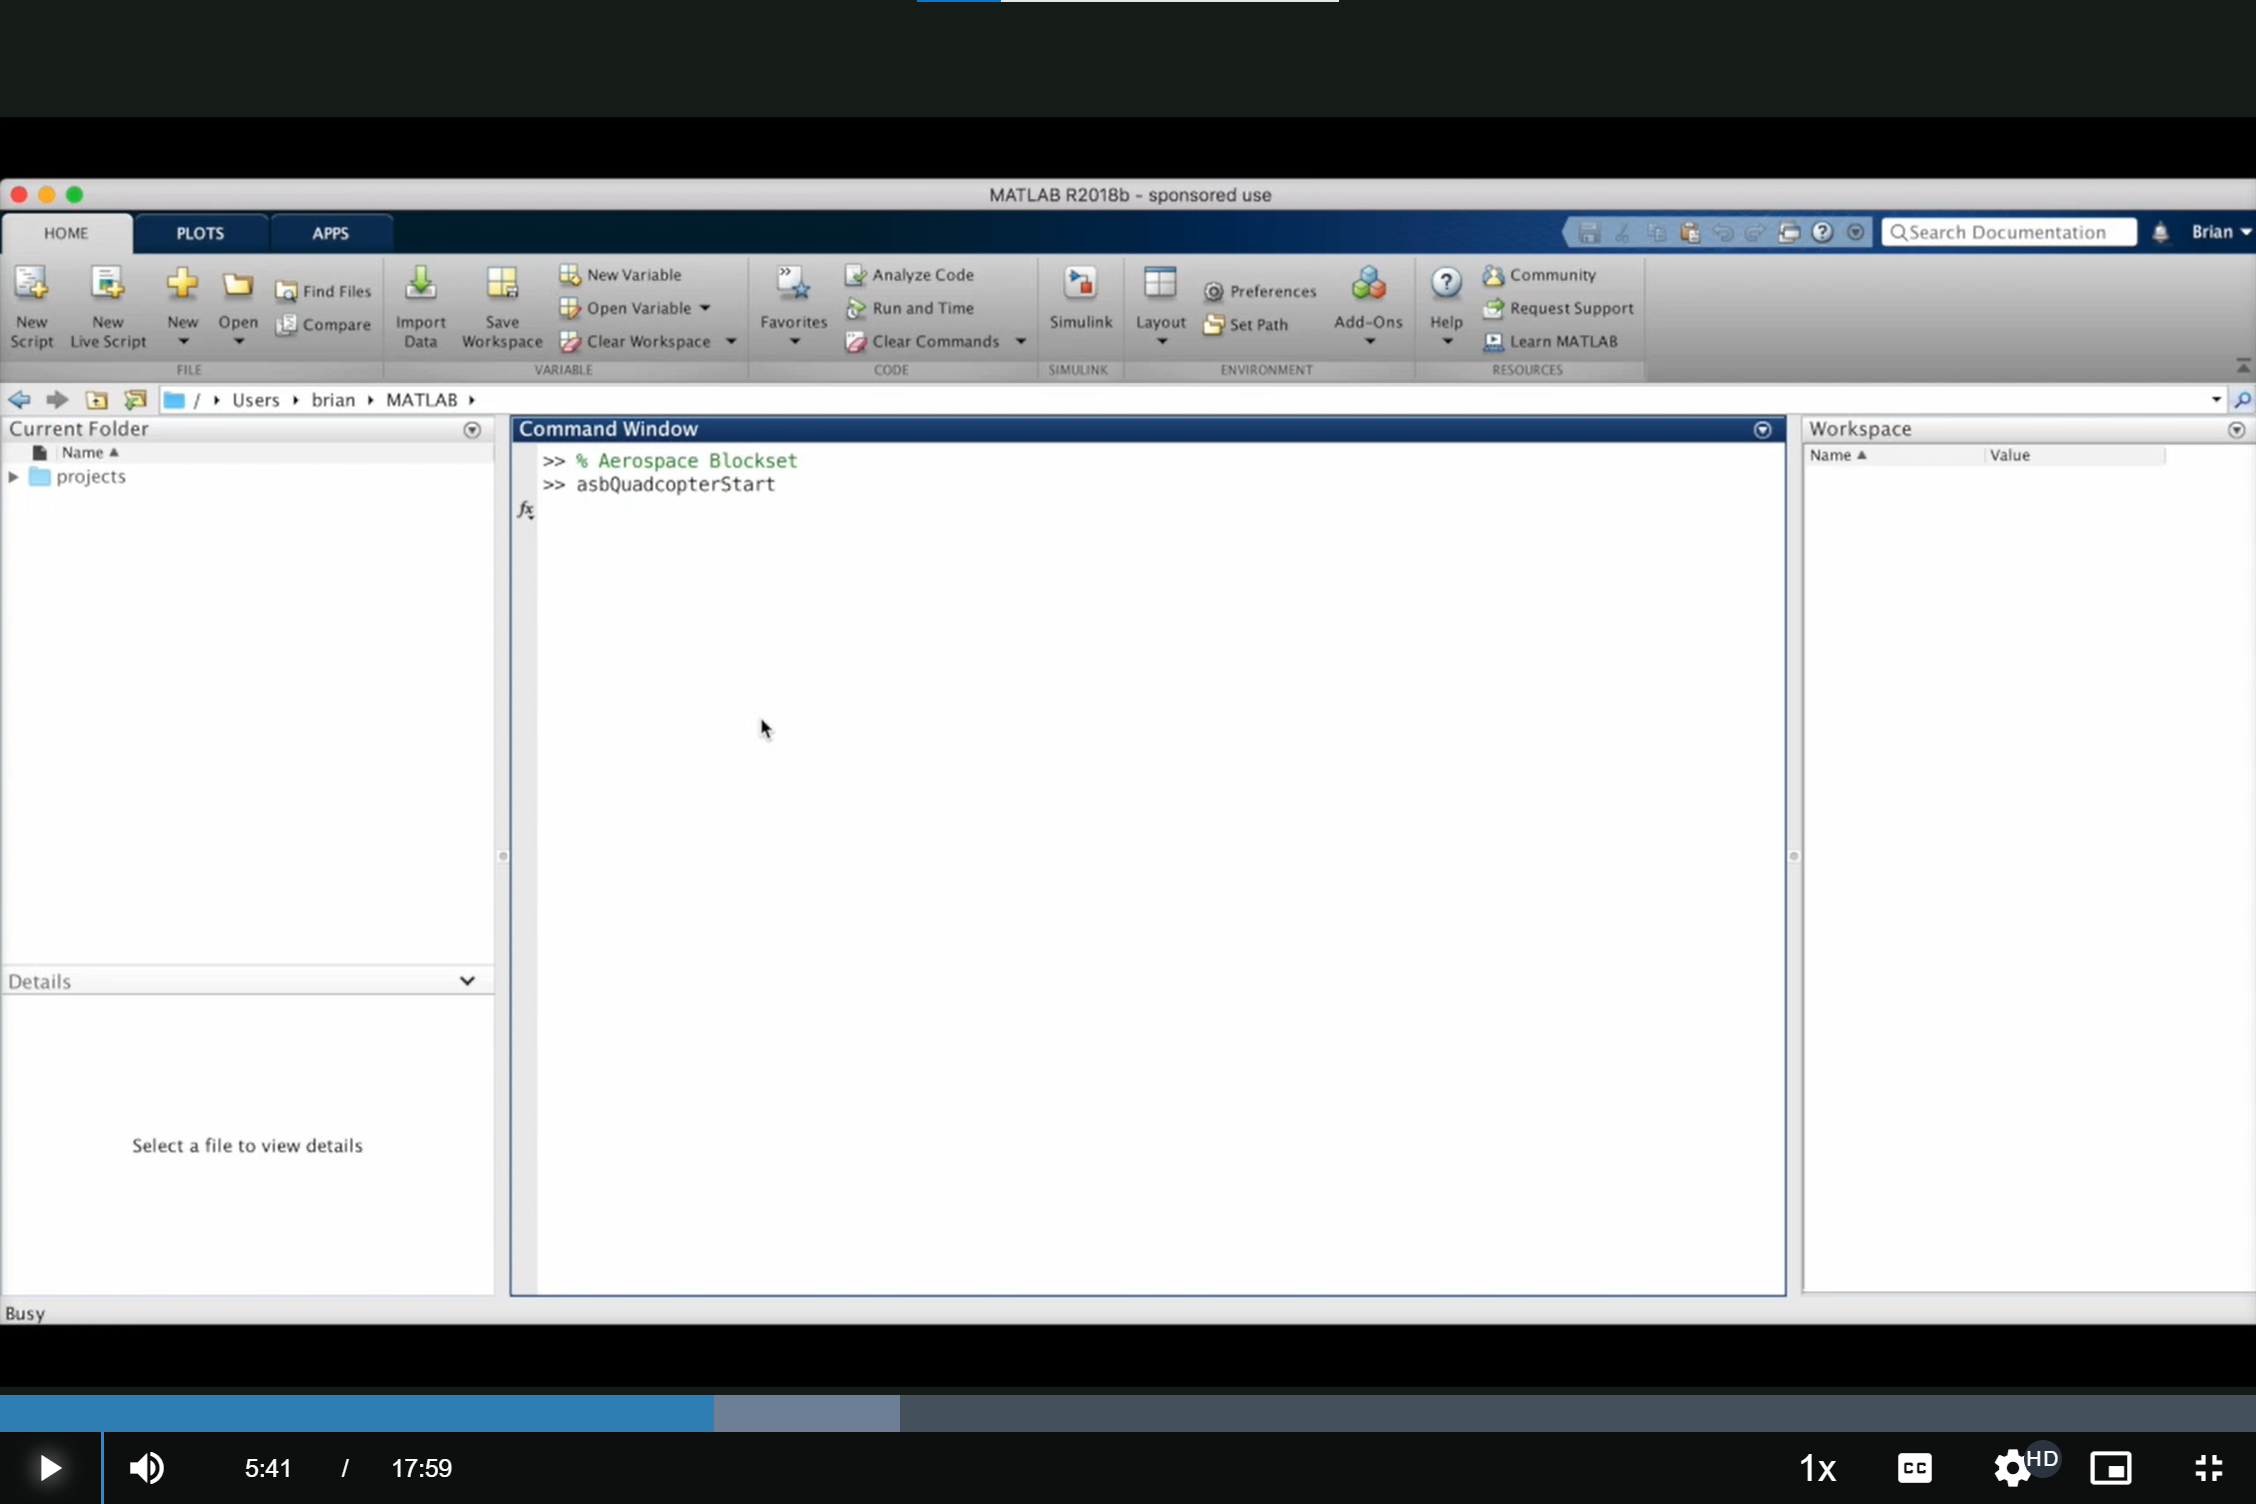 MATLAB R2018b - sponsored use
HOME PLOTS APPS Search Documentation Brian
New Script
New Live Script
New
Open
Find Files
Compare
FILE
Import Data
Save Workspace
New Variable
Open Variable
Clear Workspace
VARIABLE
Favorites
Analyze Code
Run and Time
Clear Commands
CODE
Simulink
SIMULINK
Layout
Preferences
Set Path
Add-Ons
ENVIRONMENT
Help
Community
Request Support
Learn MATLAB
RESOURCES
/ Users brian MATLAB
Current Folder
Name
projects
Details
Select a file to view details
Command Window
>> % Aerospace Blockset
>> asbQuadcopterStart
fx
Workspace
Name Value
Busy
5:41 / 17:59 1x CC HD